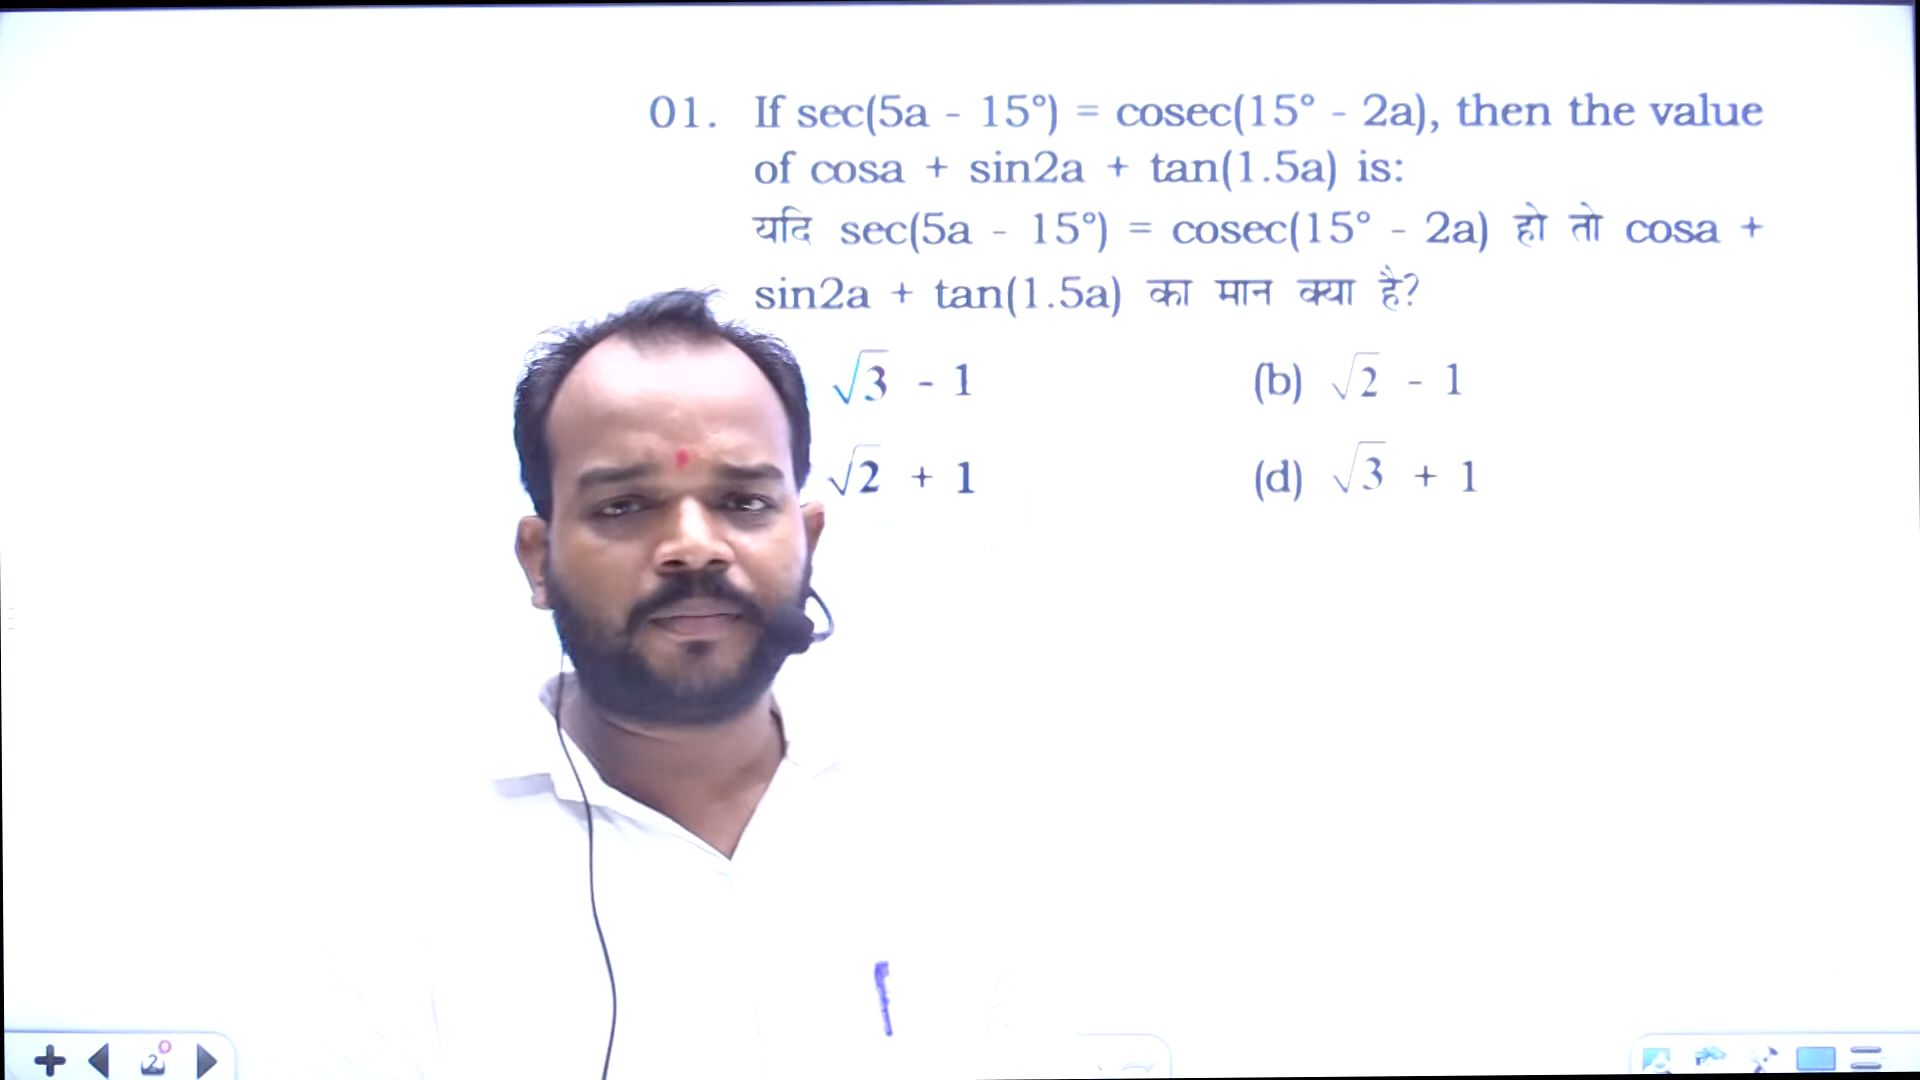 01. If sec(5a - 15°) = cosec(15° - 2a), then the value
of cosa + sin2a + tan(1.5a) is:
यदि sec(5a - 15°) = cosec(15° - 2a) हो तो cosa +
sin2a + tan(1.5a) का मान क्या है?
√3 - 1 (b) √2 - 1
√2 + 1 (d) √3 + 1
2